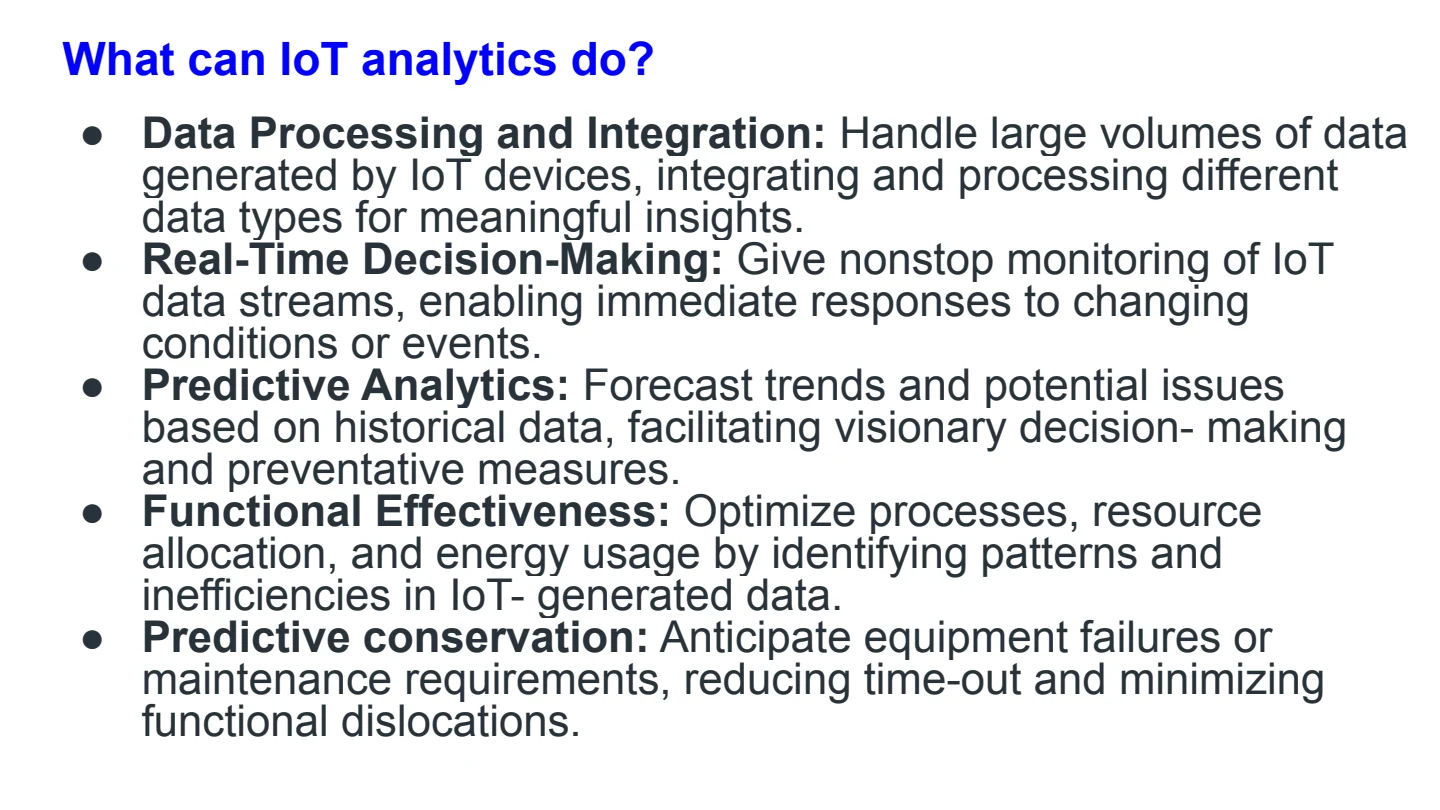 What can IoT analytics do?
● Data Processing and Integration: Handle large volumes of data
generated by IoT devices, integrating and processing different
data types for meaningful insights.
● Real-Time Decision-Making: Give nonstop monitoring of IoT
data streams, enabling immediate responses to changing
conditions or events.
● Predictive Analytics: Forecast trends and potential issues
based on historical data, facilitating visionary decision- making
and preventative measures.
● Functional Effectiveness: Optimize processes, resource
allocation, and energy usage by identifying patterns and
inefficiencies in IoT- generated data.
● Predictive conservation: Anticipate equipment failures or
maintenance requirements, reducing time-out and minimizing
functional dislocations.